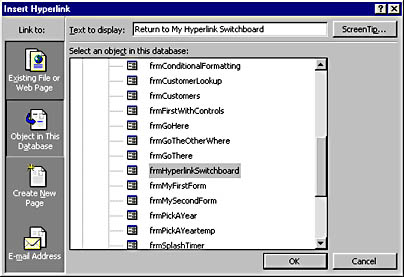 Insert Hyperlink
Link to:
Text to display: Return to My Hyperlink Switchboard
ScreenTip...
Select an object in this database:
Existing File or
Web Page
Object in This
Database
Create New
Page
E-mail Address
frmConditionalFormatting
frmCustomerLookup
frmCustomers
frmFirstWithControls
frmGoHere
frmGoTheOtherWhere
frmGoThere
frmHyperlinkSwitchboard
frmMyFirstForm
frmMySecondForm
frmPickAYear
frmPickAYeartemp
frmSplashTimer
OK
Cancel